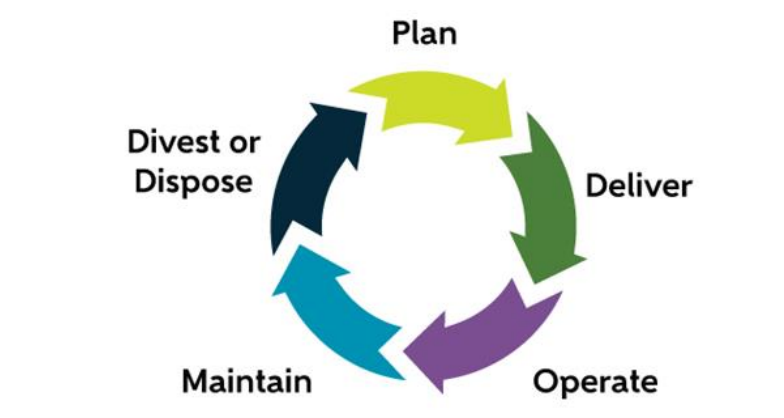 Plan
Deliver
Operate
Maintain
Divest or
Dispose